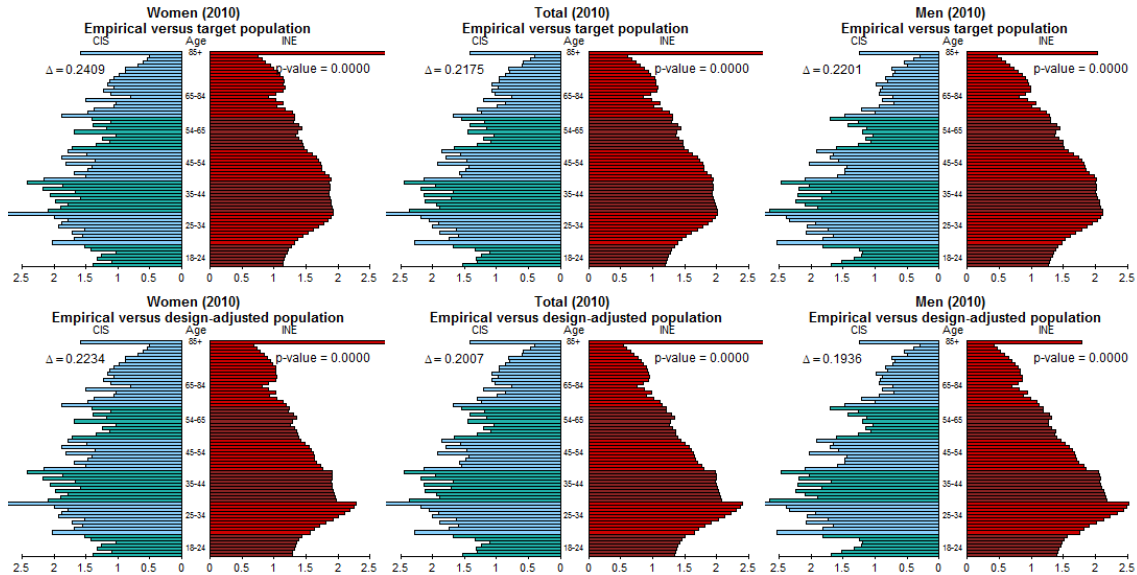 Women (2010)
Empirical versus target population
CIS Age INE
85+
Δ = 0.2409 p-value = 0.0000
65-84
54-65
45-54
35-44
25-34
18-24
2.5 2 1.5 1 0.5 0 0 0.5 1 1.5 2 2.5
Total (2010)
Empirical versus target population
CIS Age INE
85+
Δ = 0.2175 p-value = 0.0000
65-84
54-65
45-54
35-44
25-34
18-24
2.5 2 1.5 1 0.5 0 0 0.5 1 1.5 2 2.5
Men (2010)
Empirical versus target population
CIS Age INE
85+
Δ = 0.2201 p-value = 0.0000
65-84
54-65
45-54
35-44
25-34
18-24
2.5 2 1.5 1 0.5 0 0 0.5 1 1.5 2 2.5
Women (2010)
Empirical versus design-adjusted population
CIS Age INE
85+
Δ = 0.2234 p-value = 0.0000
65-84
54-65
45-54
35-44
25-34
18-24
2.5 2 1.5 1 0.5 0 0 0.5 1 1.5 2 2.5
Total (2010)
Empirical versus design-adjusted population
CIS Age INE
85+
Δ = 0.2007 p-value = 0.0000
65-84
54-65
45-54
35-44
25-34
18-24
2.5 2 1.5 1 0.5 0 0 0.5 1 1.5 2 2.5
Men (2010)
Empirical versus design-adjusted population
CIS Age INE
85+
Δ = 0.1936 p-value = 0.0000
65-84
54-65
45-54
35-44
25-34
18-24
2.5 2 1.5 1 0.5 0 0 0.5 1 1.5 2 2.5